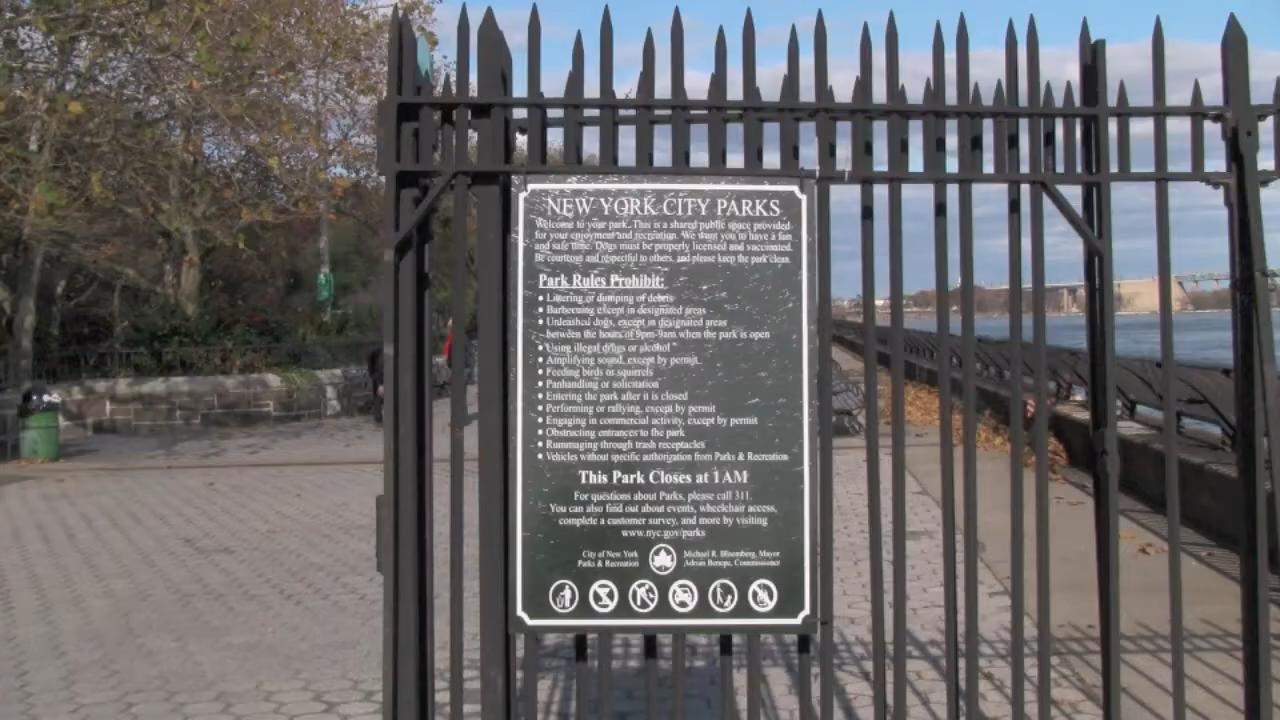 NEW YORK CITY PARKS
Welcome to your park. This is a shared public space provided
for your enjoyment and recreation. We want you to have a fun
and safe time. Dogs must be properly licensed and vaccinated.
Be courteous and respectful to others, and please keep the park clean.
Park Rules Prohibit:
• Littering or dumping of debris
• Barbecuing except in designated areas
• Unleashed dogs, except in designated areas
between the hours of 9pm-9am when the park is open
• Using illegal drugs or alcohol
• Amplifying sound, except by permit
• Feeding birds or squirrels
• Panhandling or solicitation
• Entering the park after it is closed
• Performing or rallying, except by permit
• Engaging in commercial activity, except by permit
• Obstructing entrances to the park
• Rummaging through trash receptacles
• Vehicles without specific authorization from Parks & Recreation
This Park Closes at 1 AM
For questions about Parks, please call 311.
You can also find out about events, wheelchair access,
complete a customer survey, and more by visiting
www.nyc.gov/parks
City of New York
Parks & Recreation
Michael R. Bloomberg, Mayor
Adrian Benepe, Commissioner